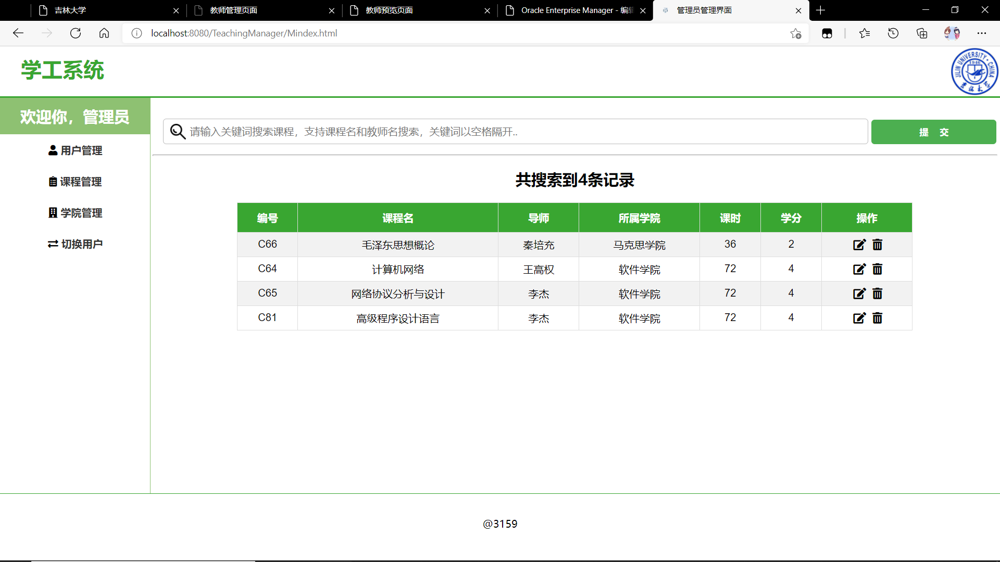 吉林大学
教师管理页面
教师预览页面
Oracle Enterprise Manager - 编辑
管理员管理界面
localhost:8080/TeachingManager/Mindex.html
学工系统
JILIN UNIVERSITY · CHINA
1946
吉林大学
欢迎你，管理员
用户管理
课程管理
学院管理
切换用户
请输入关键词搜索课程，支持课程名和教师名搜索，关键词以空格隔开..
提 交
共搜索到4条记录
编号 课程名 导师 所属学院 课时 学分 操作
C66 毛泽东思想概论 秦培充 马克思学院 36 2
C64 计算机网络 王高权 软件学院 72 4
C65 网络协议分析与设计 李杰 软件学院 72 4
C81 高级程序设计语言 李杰 软件学院 72 4
@3159